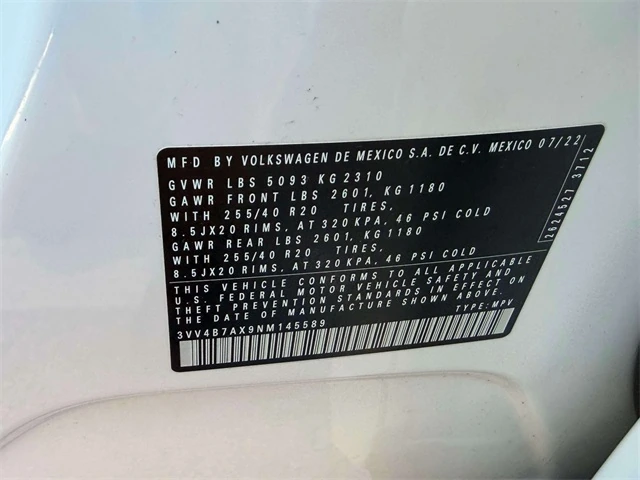 MFD BY VOLKSWAGEN DE MEXICO S.A. DE C.V. MEXICO 07/22
GVWR LBS 5093 KG 2310
GAWR FRONT LBS 2601, KG 1180
WITH 255/40 R20 TIRES.
8.5JX20 RIMS, AT 320 KPA, 46 PSI COLD
GAWR REAR LBS 2601, KG 1180
WITH 255/40 R20 TIRES.
8.5JX20 RIMS, AT 320 KPA, 46 PSI COLD
THIS VEHICLE CONFORMS TO ALL APPLICABLE
U.S. FEDERAL MOTOR VEHICLE SAFETY AND
THEFT PREVENTION STANDARDS IN EFFECT ON
THE DATE OF MANUFACTURE SHOWN ABOVE.
3VV4B7AX9NM145589 TYPE:MPV
2624527 3712